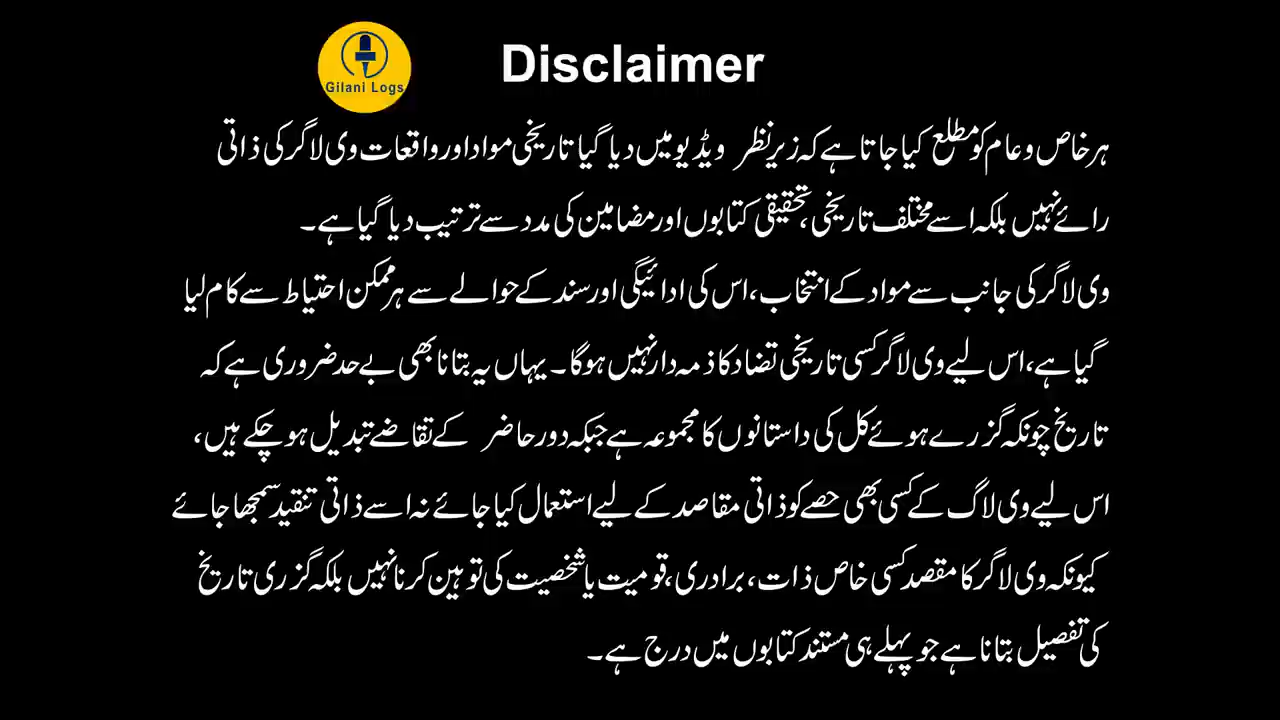 Gilani Logs
Disclaimer
ہر خاص و عام کو مطلع کیا جاتا ہے کہ زیر نظر ویڈیو میں دیا گیا تاریخی مواد اور واقعات وی لاگر کی ذاتی
رائے نہیں بلکہ اسے مختلف تاریخی، تحقیقی کتابوں اور مضامین کی مدد سے ترتیب دیا گیا ہے۔
وی لاگر کی جانب سے مواد کے انتخاب، اس کی ادائیگی اور سند کے حوالے سے ہر ممکن احتیاط سے کام لیا
گیا ہے، اس لیے وی لاگر کسی تاریخی تضاد کا ذمہ دار نہیں ہوگا۔ یہاں یہ بتانا بھی بے حد ضروری ہے کہ
تاریخ چونکہ گزرے ہوئے کل کی داستانوں کا مجموعہ ہے جبکہ دور حاضر کے تقاضے تبدیل ہو چکے ہیں،
اس لیے وی لاگ کے کسی بھی حصے کو ذاتی مقاصد کے لیے استعمال کیا جائے نہ اسے ذاتی تنقید سمجھا جائے
کیونکہ وی لاگر کا مقصد کسی خاص ذات، برادری، قومیت یا شخصیت کی توہین کرنا نہیں بلکہ گزری تاریخ
کی تفصیل بتانا ہے جو پہلے ہی مستند کتابوں میں درج ہے۔